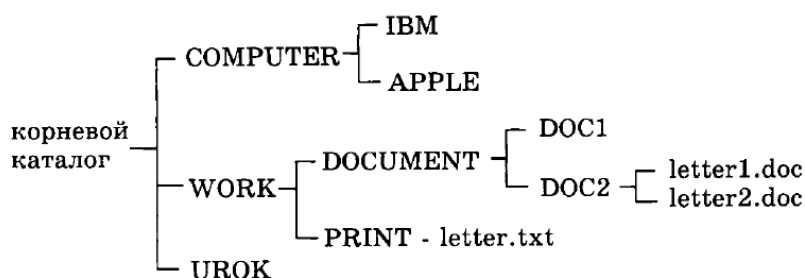 IBM
COMPUTER
APPLE
корневой
каталог
DOC1
DOCUMENT
letter1.doc
WORK
DOC2
letter2.doc
PRINT - letter.txt
UROK